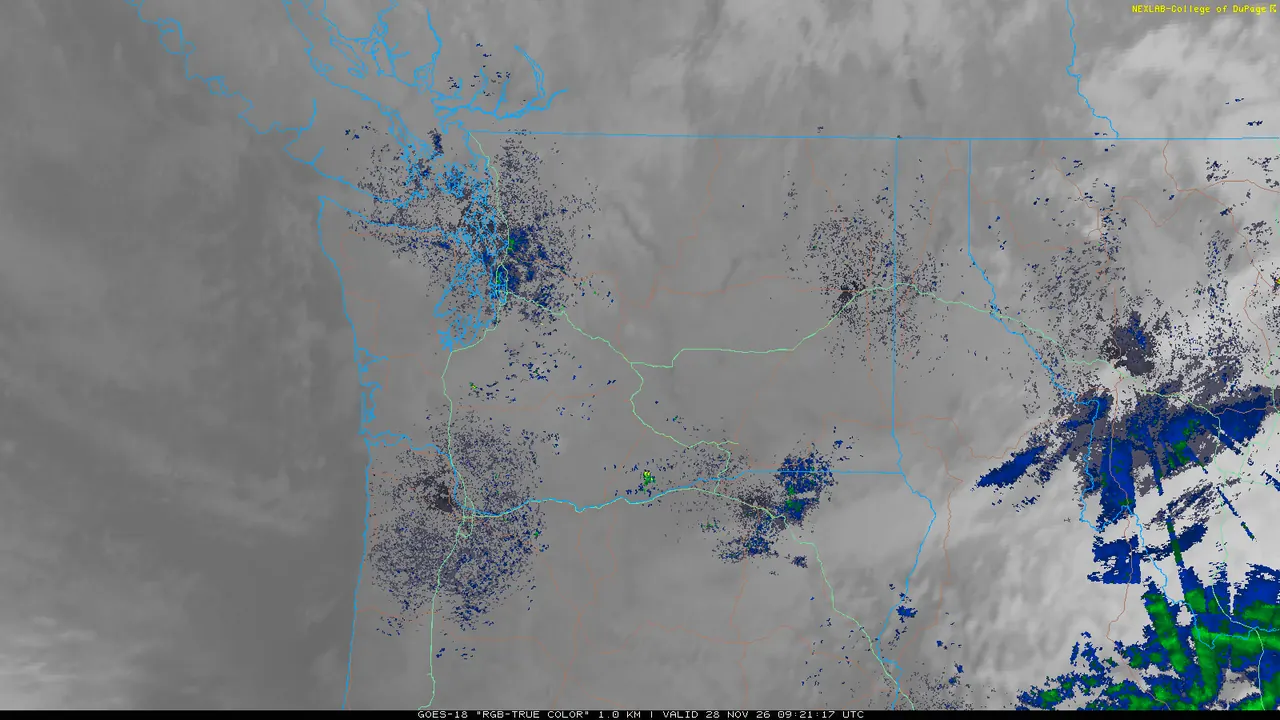 NEXLAB-College of DuPage
GOES-18 "RGB-TRUE COLOR" 1.0 KM | VALID 28 NOV 26 09:21:17 UTC